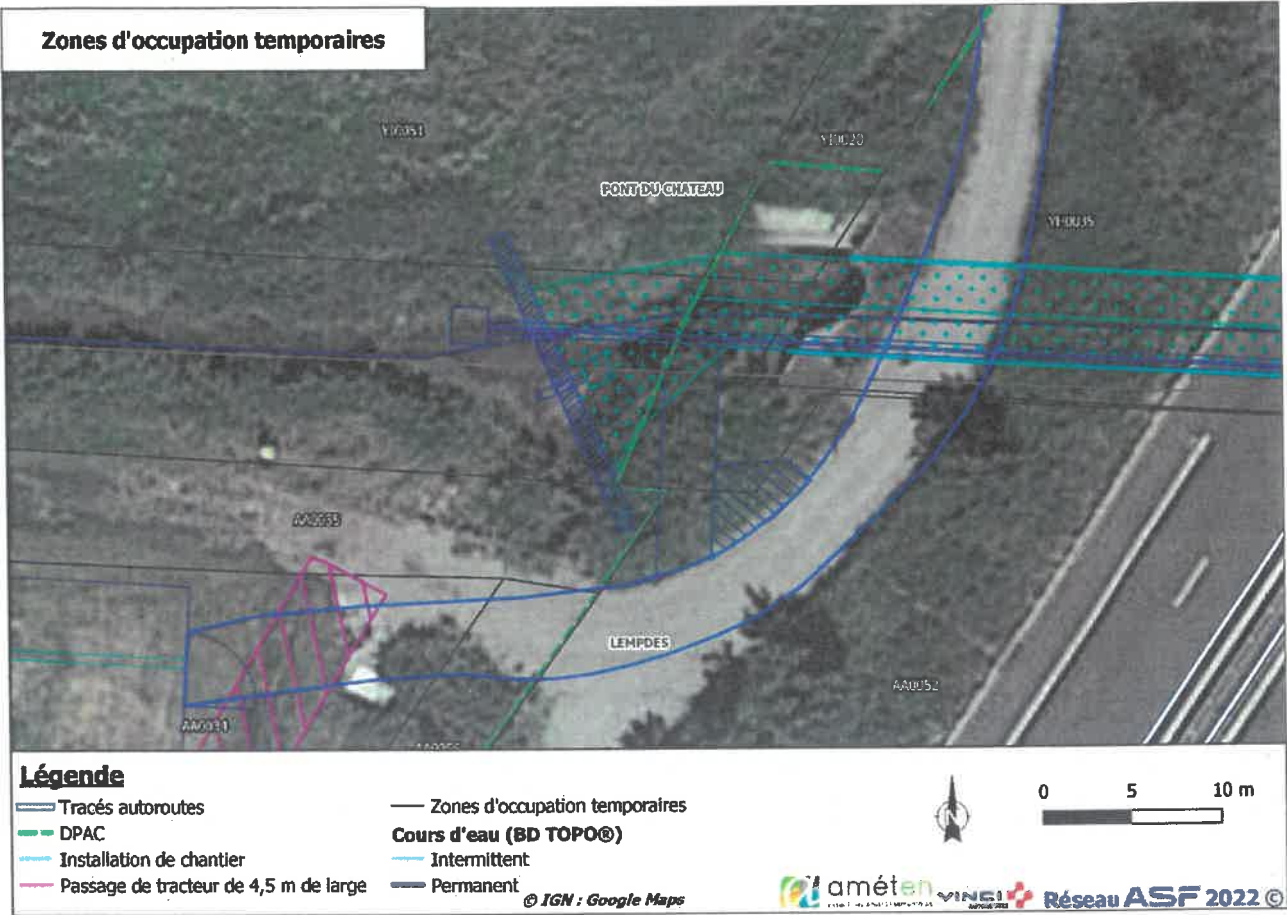 Zones d'occupation temporaires
YI0051
YI0020
PONT DU CHATEAU
YH0035
AA0055
LEMPDES
AA0052
AA0031
Légende
Tracés autoroutes
DPAC
Installation de chantier
Passage de tracteur de 4,5 m de large
Zones d'occupation temporaires
Cours d'eau (BD TOPO®)
Intermittent
Permanent
© IGN : Google Maps
N
0 5 10 m
améten
VINCI
Réseau ASF 2022 ©